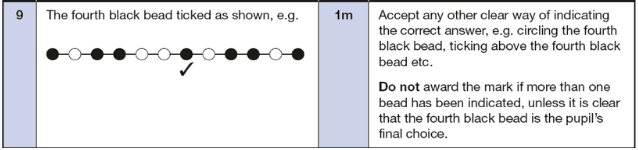 9
The fourth black bead ticked as shown, e.g.
1m
Accept any other clear way of indicating
the correct answer, e.g. circling the fourth
black bead, ticking above the fourth black
bead etc.
Do not award the mark if more than one
bead has been indicated, unless it is clear
that the fourth black bead is the pupil's
final choice.